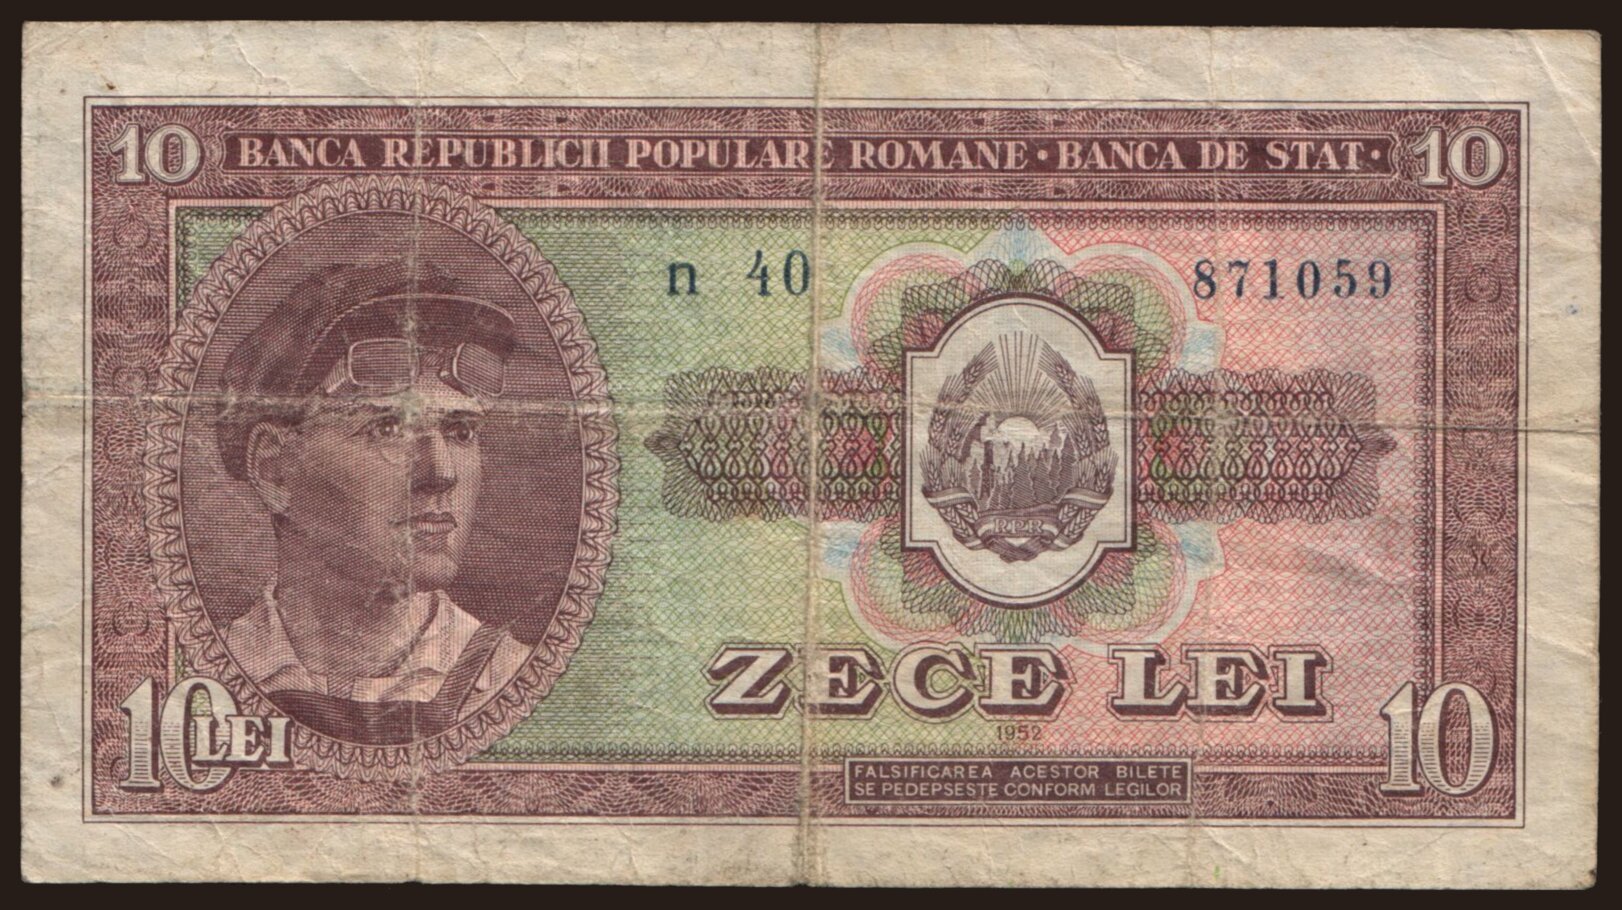 10 BANCA REPUBLICII POPULARE ROMANE · BANCA DE STAT · 10
n 40 871059
RPR
ZECE LEI
1952
10 LEI 10
FALSIFICAREA ACESTOR BILETE
SE PEDEPSESTE CONFORM LEGILOR